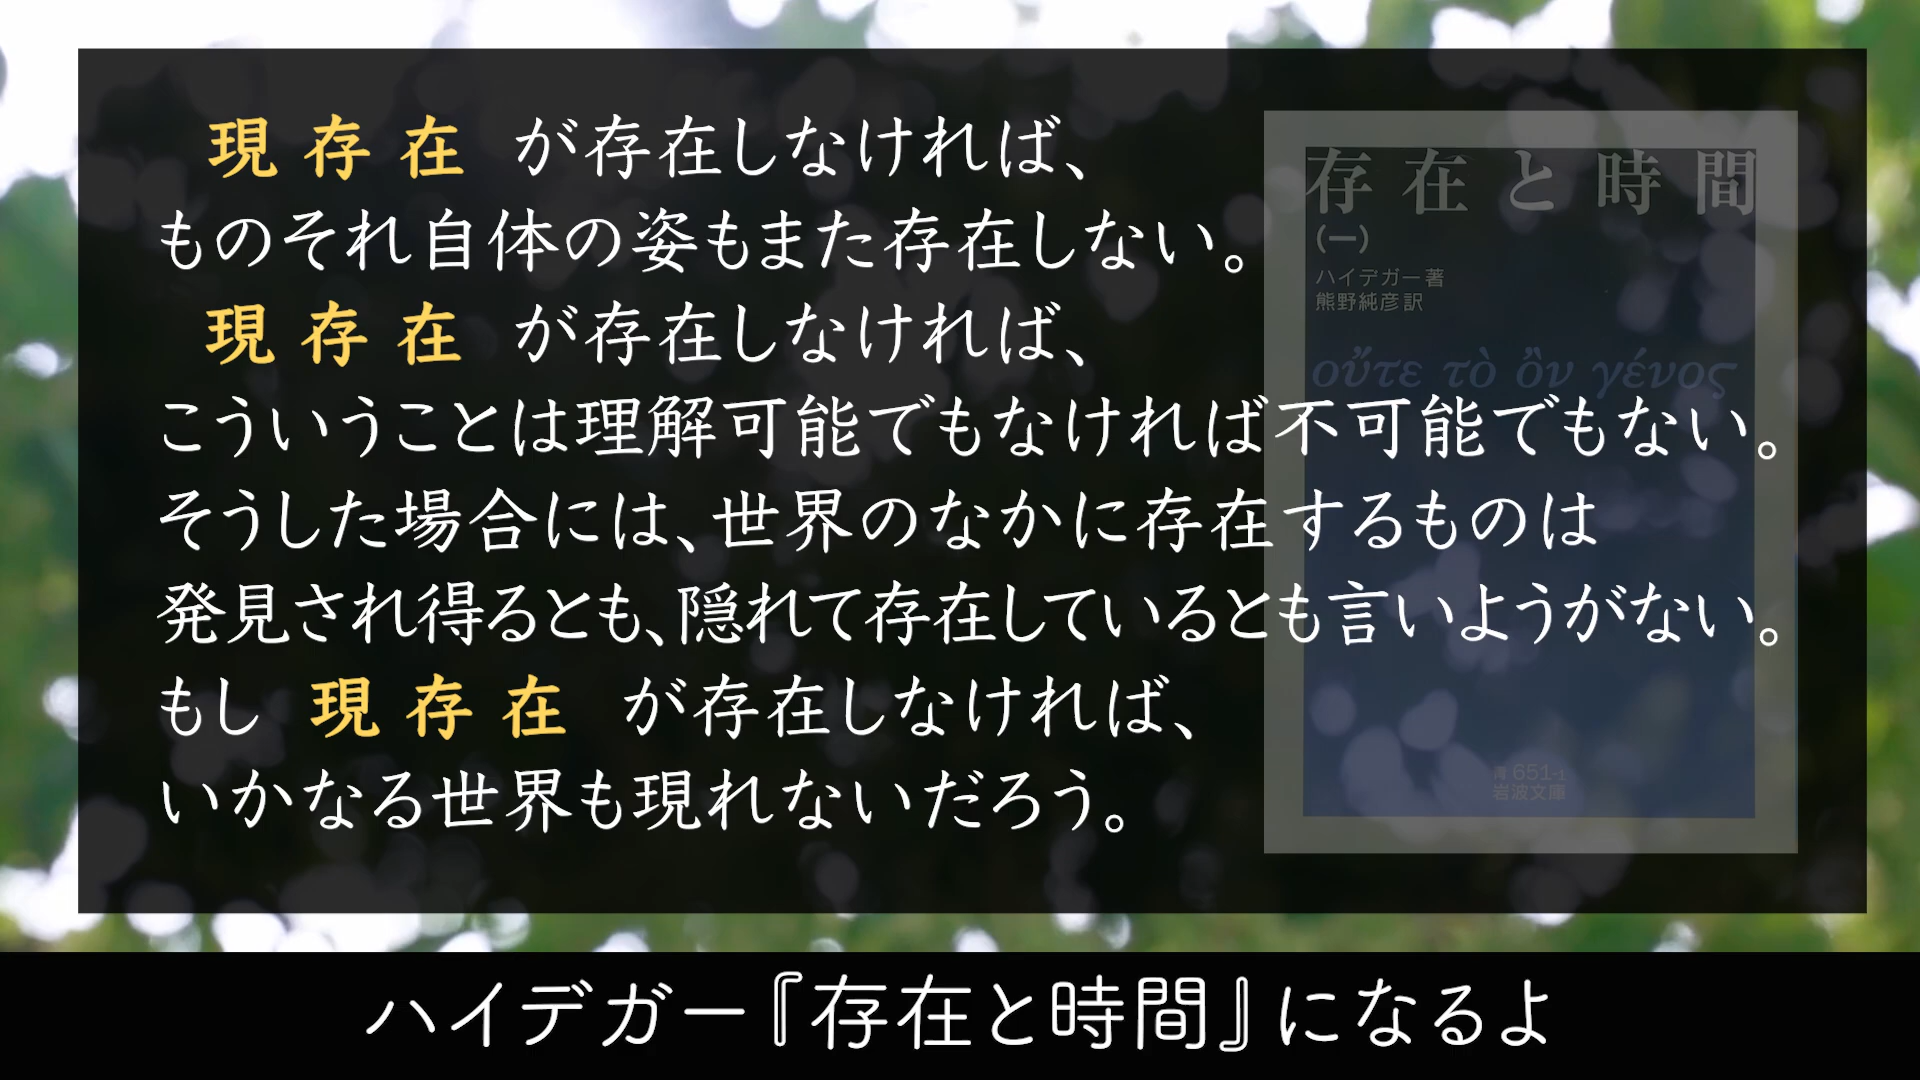 現存在が存在しなければ、
ものそれ自体の姿もまた存在しない。
現存在が存在しなければ、
こういうことは理解可能でもなければ不可能でもない。
そうした場合には、世界のなかに存在するものは
発見され得るとも、隠れて存在しているとも言いようがない。
もし現存在が存在しなければ、
いかなる世界も現れないだろう。
存在と時間
(一)
ハイデガー著
熊野純彦訳
οὔτε τὸ ὂν γένος
青651-1
岩波文庫
ハイデガー『存在と時間』になるよ